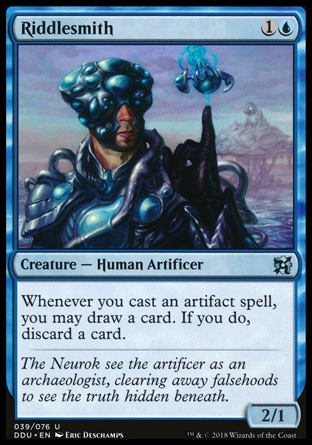 Riddlesmith 1
Creature — Human Artificer
Whenever you cast an artifact spell,
you may draw a card. If you do,
discard a card.
The Neurok see the artificer as an
archaeologist, clearing away falsehoods
to see the truth hidden beneath.
2/1
039/076 U
DDU • EN Eric Deschamps
™ & © 2018 Wizards of the Coast